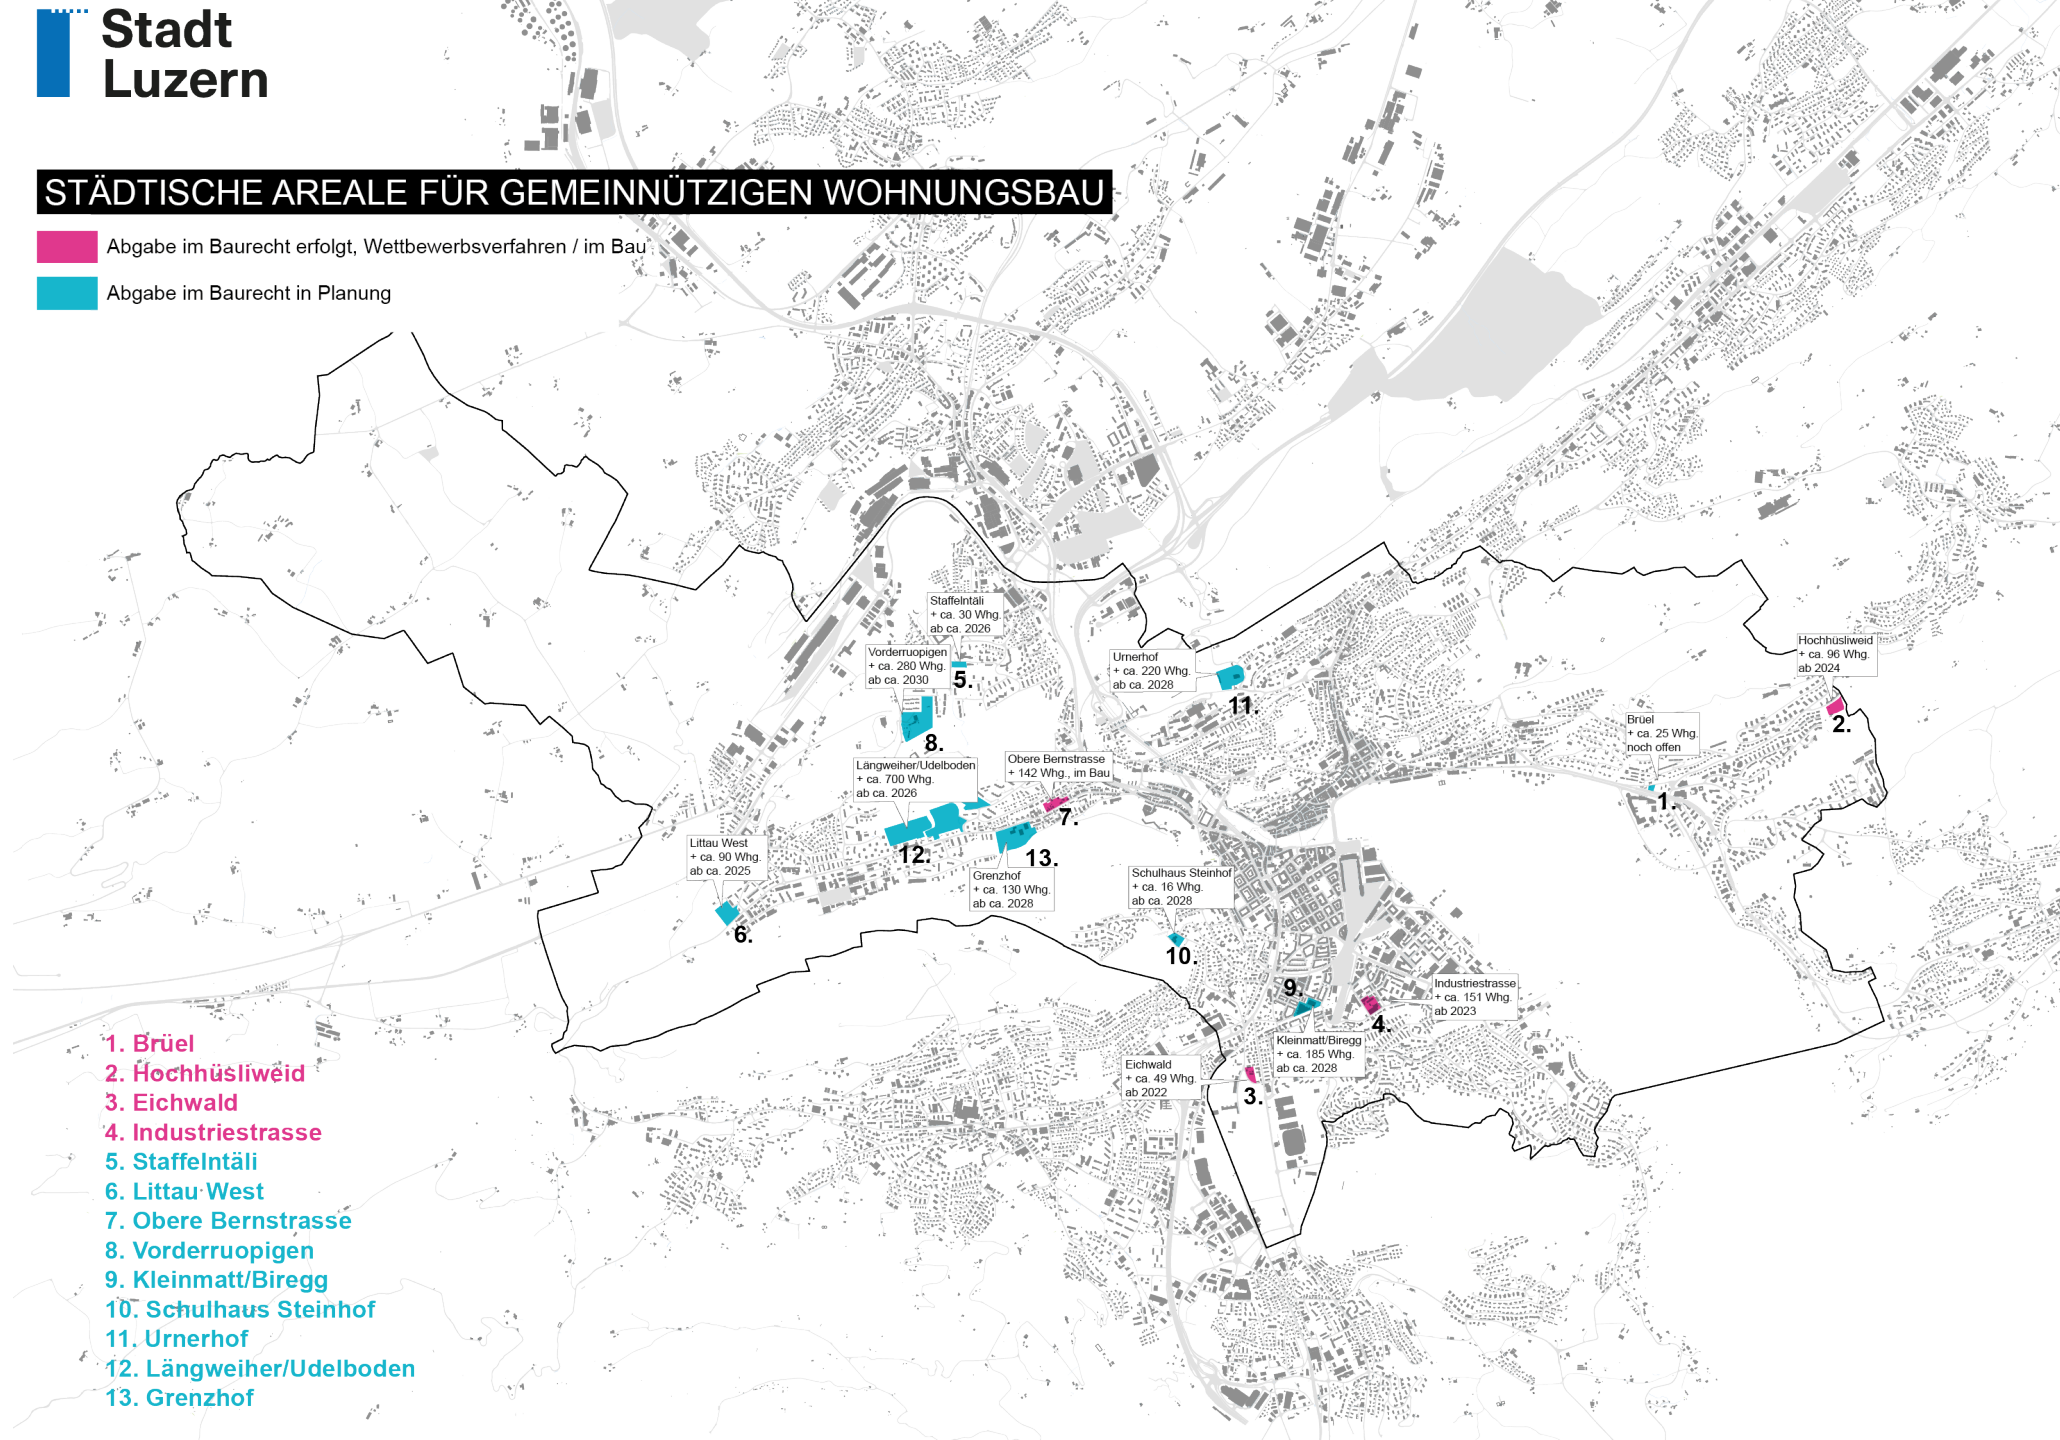 Stadt
Luzern
STÄDTISCHE AREALE FÜR GEMEINNÜTZIGEN WOHNUNGSBAU
Abgabe im Baurecht erfolgt, Wettbewerbsverfahren / im Bau
Abgabe im Baurecht in Planung
Staffelntäli
+ ca. 30 Whg.
ab ca. 2026
5.
Vorderruopigen
+ ca. 280 Whg.
ab ca. 2030
8.
Urnerhof
+ ca. 220 Whg.
ab ca. 2028
11.
Hochhüsliweid
+ ca. 96 Whg.
ab 2024
2.
Brüel
+ ca. 25 Whg.
noch offen
1.
Längweiher/Udelboden
+ ca. 700 Whg.
ab ca. 2026
12.
Obere Bernstrasse
+ 142 Whg., im Bau
7.
Littau West
+ ca. 90 Whg.
ab ca. 2025
6.
Grenzhof
+ ca. 130 Whg.
ab ca. 2028
13.
Schulhaus Steinhof
+ ca. 16 Whg.
ab ca. 2028
10.
9.
Kleinmatt/Biregg
+ ca. 185 Whg.
ab ca. 2028
Industriestrasse
+ ca. 151 Whg.
ab 2023
4.
Eichwald
+ ca. 49 Whg.
ab 2022
3.
1. Brüel
2. Hochhüsliweid
3. Eichwald
4. Industriestrasse
5. Staffelntäli
6. Littau West
7. Obere Bernstrasse
8. Vorderruopigen
9. Kleinmatt/Biregg
10. Schulhaus Steinhof
11. Urnerhof
12. Längweiher/Udelboden
13. Grenzhof